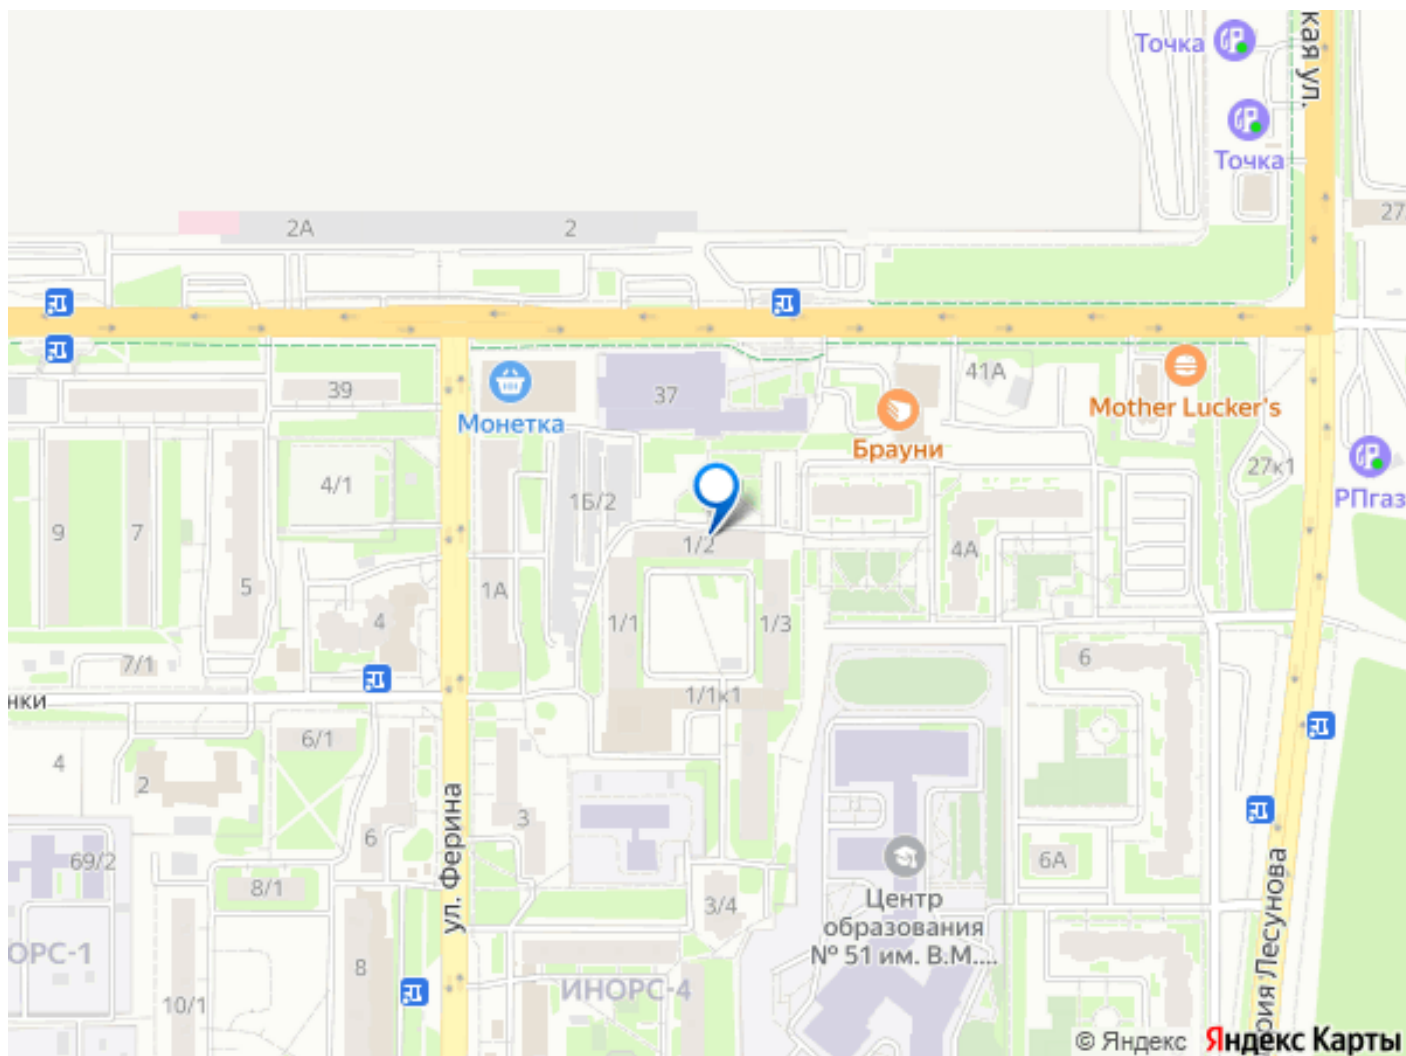 Точка
кая ул.
Точка
2А
2
27
39
Монетка
37
41А
Mother Lucker's
Брауни
4/1
1Б/2
27к1
РПгаз
9
7
1/2
4А
5
1А
4
1/1
1/3
7/1
6
нки
1/1к1
6/1
4
2
ул. Ферина
3
6
69/2
6А
8/1
Центр
образования
№ 51 им. В.М....
3/4
ОРС-1
8
ИНОРС-4
10/1
рия Лесунова
© Яндекс Яндекс Карты